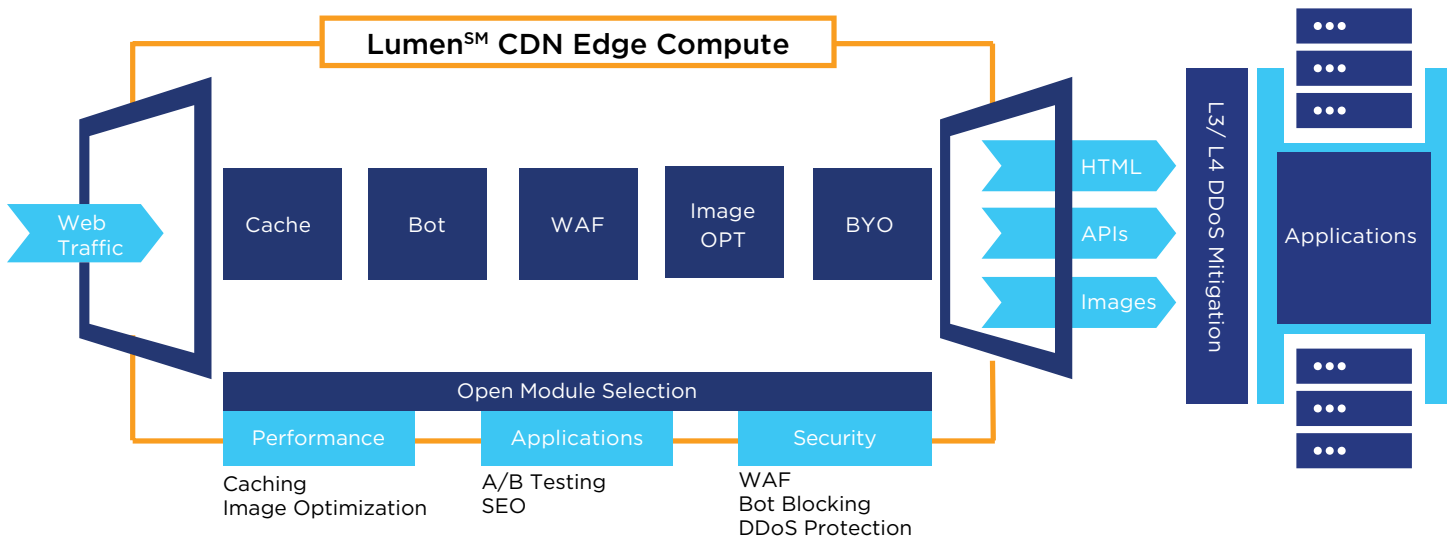 Lumen℠ CDN Edge Compute
Web
Traffic
Cache
Bot
WAF
Image
OPT
BYO
HTML
APIs
Images
L3/ L4 DDoS Mitigation
Applications
Open Module Selection
Performance
Applications
Security
Caching
Image Optimization
A/B Testing
SEO
WAF
Bot Blocking
DDoS Protection